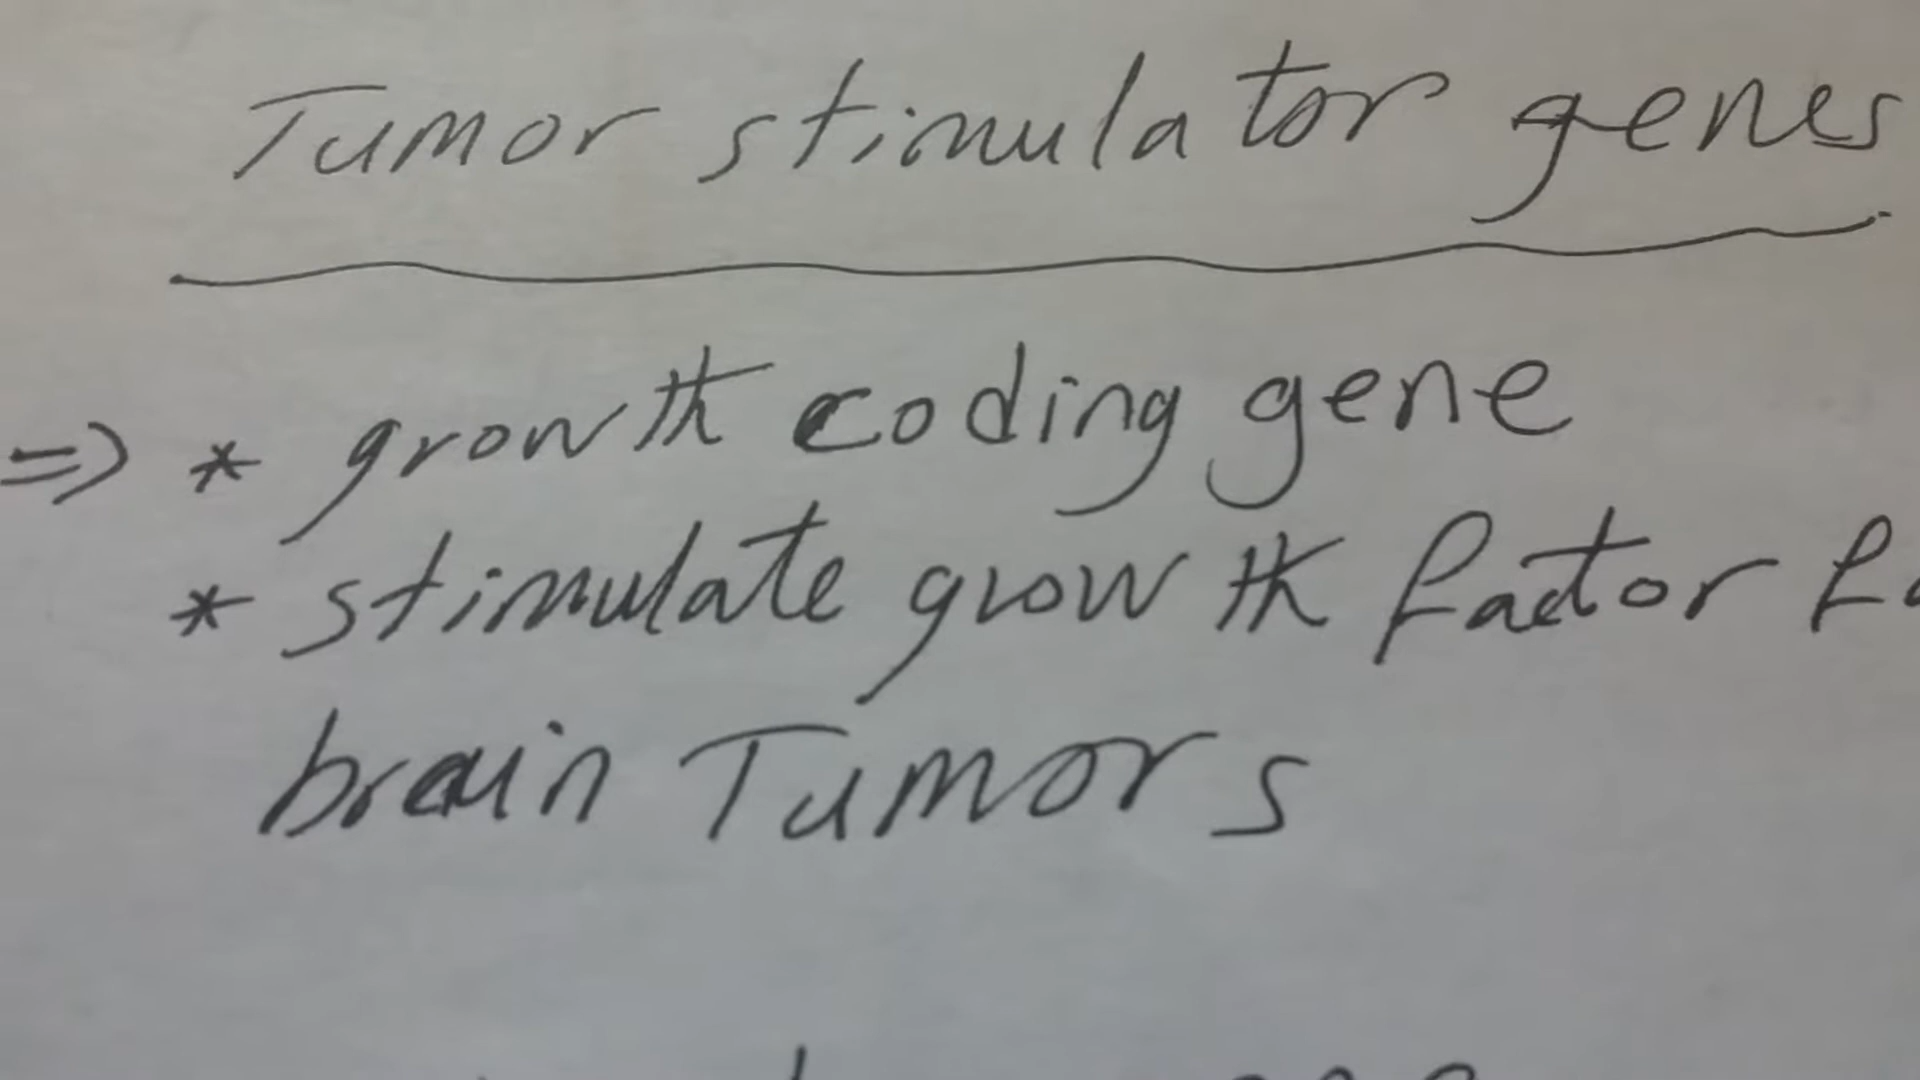 Tumor stimulator genes
=> * growth coding gene
* stimulate growth factor
brain Tumors